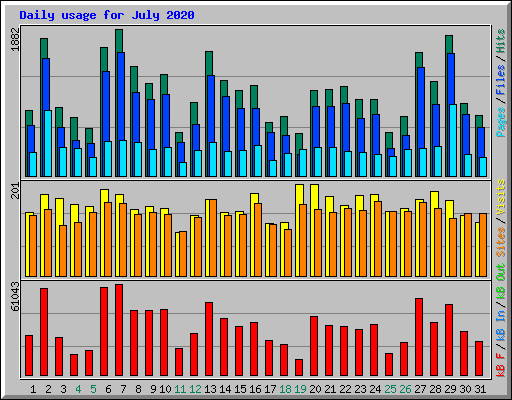 Daily usage for July 2020
1882
Pages / Files / Hits
201
Sites / Visits
61043
kB F / kB In / kB Out
1 2 3 4 5 6 7 8 9 10 11 12 13 14 15 16 17 18 19 20 21 22 23 24 25 26 27 28 29 30 31